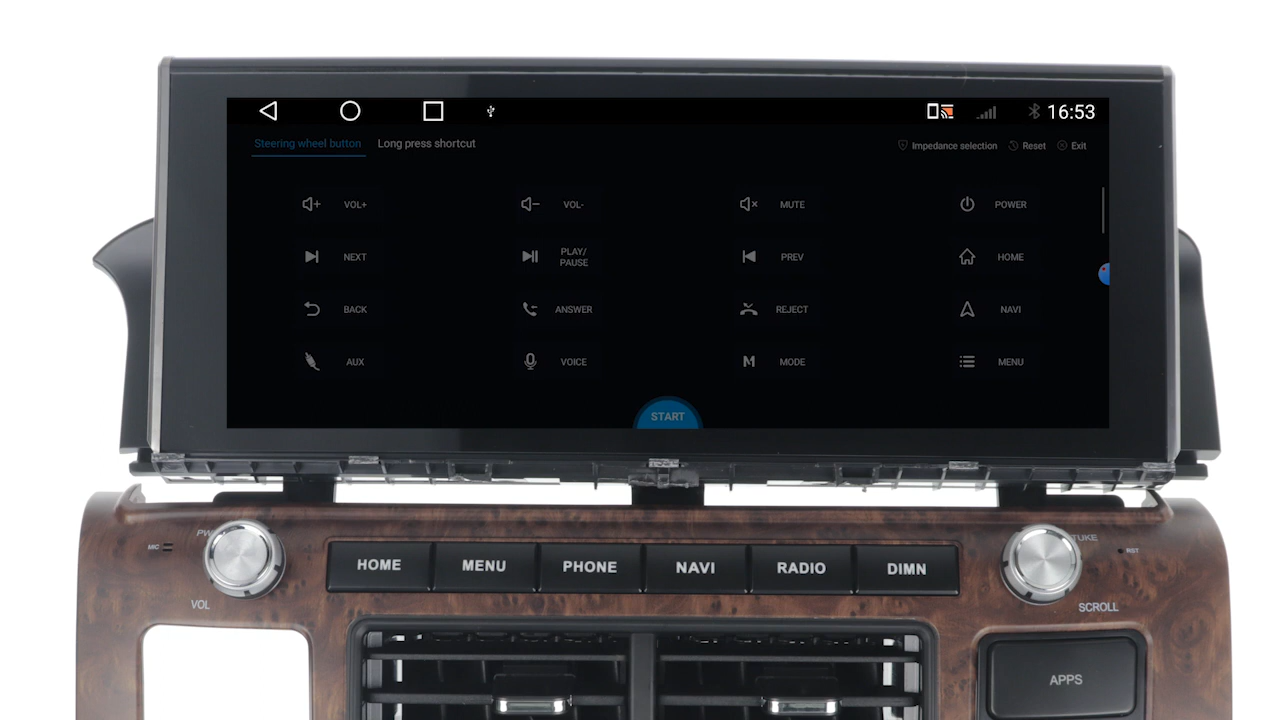 16:53
Steering wheel button Long press shortcut Impedance selection Reset Exit
VOL+ VOL- MUTE POWER
NEXT PLAY/ PREV HOME
PAUSE
BACK ANSWER REJECT NAVI
AUX VOICE MODE MENU
START
MIC VOL
HOME MENU PHONE NAVI RADIO DIMN
RST
SCROLL
APPS